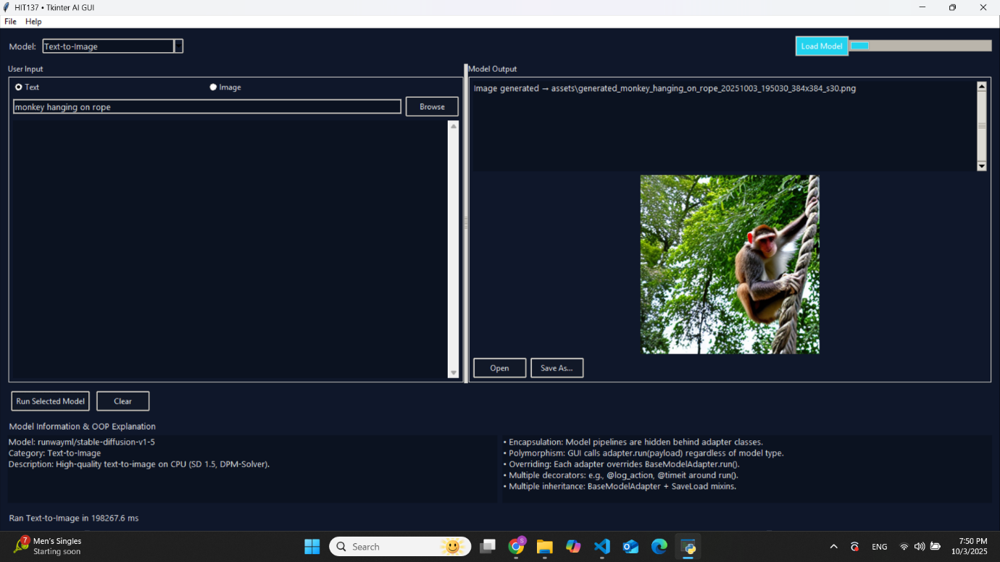 HIT137 • Tkinter AI GUI
File Help
Model: Text-to-Image
Load Model
User Input
Text Image
monkey hanging on rope
Browse
Model Output
Image generated → assets\generated_monkey_hanging_on_rope_20251003_195030_384x384_s30.png
Open Save As...
Run Selected Model Clear
Model Information & OOP Explanation
Model: runwayml/stable-diffusion-v1-5
Category: Text-to-Image
Description: High-quality text-to-image on CPU (SD 1.5, DPM-Solver).
• Encapsulation: Model pipelines are hidden behind adapter classes.
• Polymorphism: GUI calls adapter.run(payload) regardless of model type.
• Overriding: Each adapter overrides BaseModelAdapter.run().
• Multiple decorators: e.g., @log_action, @timeit around run().
• Multiple inheritance: BaseModelAdapter + SaveLoad mixins.
Ran Text-to-Image in 198267.6 ms
7
Men's Singles
Starting soon
Search
S
ENG
7:50 PM
10/3/2025